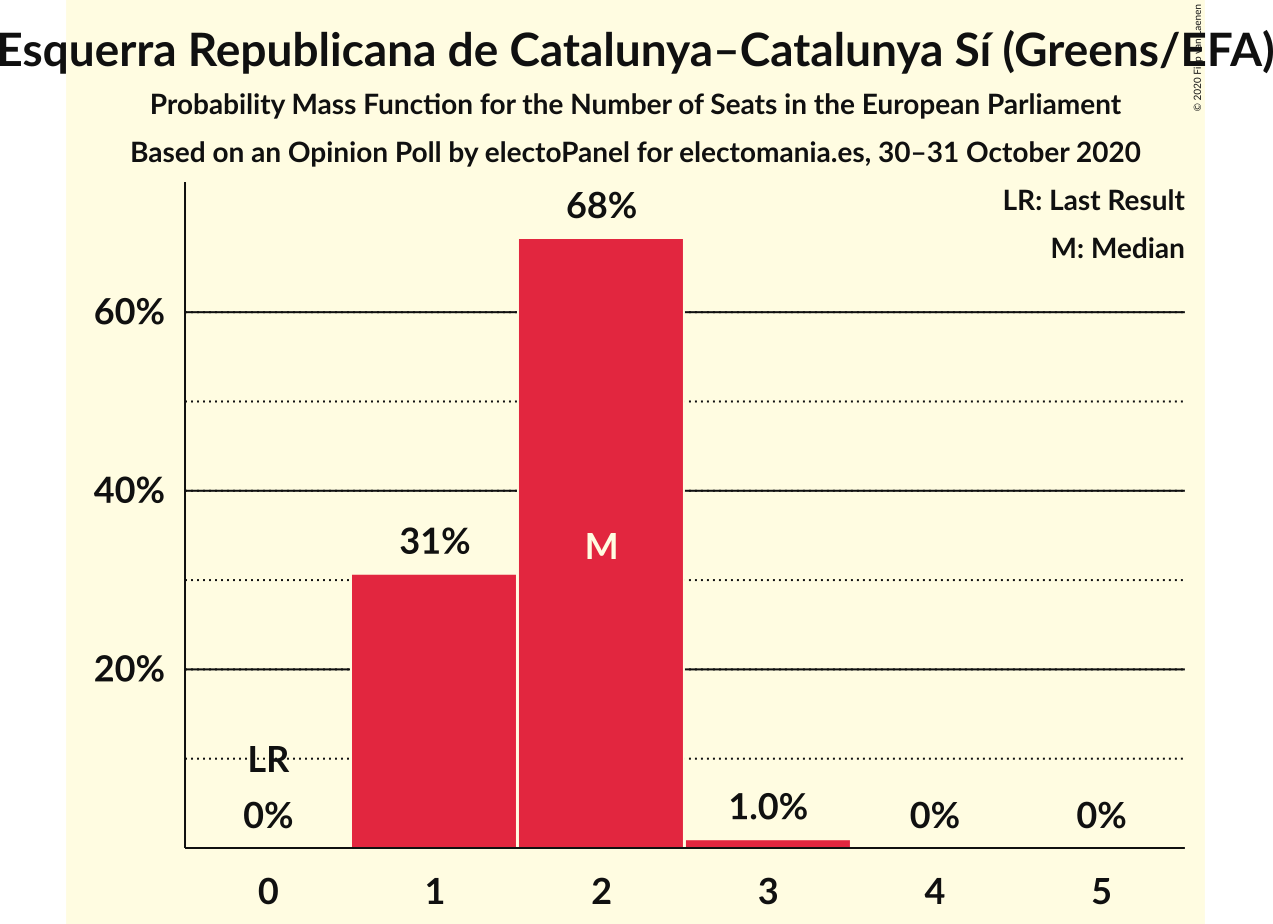 Esquerra Republicana de Catalunya–Catalunya Sí (Greens/EFA)
Probability Mass Function for the Number of Seats in the European Parliament
Based on an Opinion Poll by electoPanel for electomania.es, 30–31 October 2020
© 2020
LR: Last Result
M: Median
68%
60%
40%
31%
M
20%
LR
0%
1.0%
0%
0%
0 1 2 3 4 5